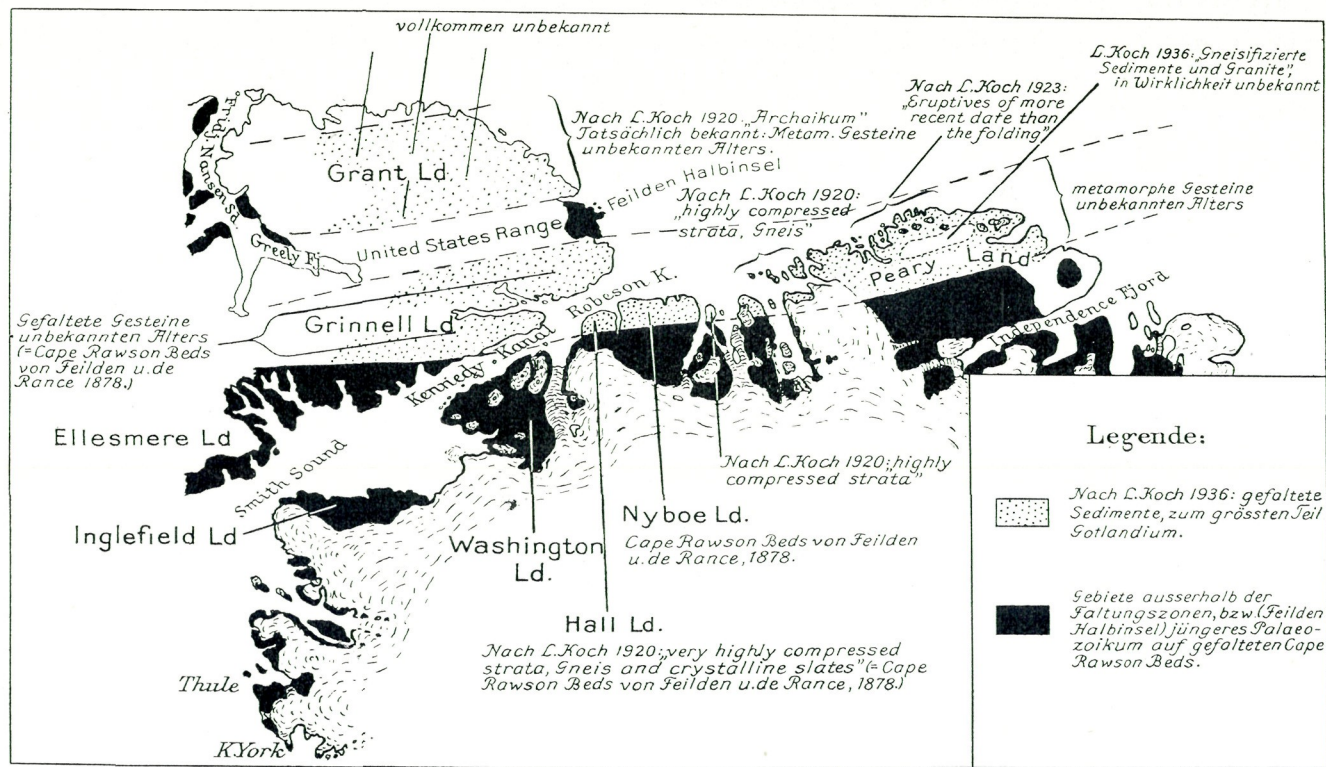 vollkommen unbekannt
L.Koch 1936: „Gneisifizierte
Sedimente und Granite”,
in Wirklichkeit unbekannt
Nach L.Koch 1923:
„Eruptives of more
recent date than
the folding”
Nach L.Koch 1920 „Archaikum”
Tatsächlich bekannt: Metam. Gesteine
unbekannten Alters.
Fridj. Nansen Sd.
Grant Ld.
Feilden Halbinsel
Nach L.Koch 1920:
„highly compressed
strata, Gneis”
metamorphe Gesteine
unbekannten Alters
Greely Fj.
United States Range
Peary Land
Robeson K.
Independence Fjord
Gefaltete Gesteine
unbekannten Alters
(=Cape Rawson Beds
von Feilden u. de
Rance 1878.)
Grinnell Ld
Kennedy Kanal
Ellesmere Ld
Smith Sound
Inglefield Ld
Washington
Ld.
Nach L.Koch 1920: „highly
compressed strata”
Nyboe Ld.
Cape Rawson Beds von Feilden
u. de Rance, 1878.
Hall Ld.
Nach L.Koch 1920: „very highly compressed
strata, Gneis and crystalline slates” (= Cape
Rawson Beds von Feilden u. de Rance, 1878.)
Thule
K.York
Legende:
Nach L.Koch 1936: gefaltete
Sedimente, zum grössten Teil
Gotlandium.
Gebiete ausserhalb der
Faltungszonen, bzw. (Feilden
Halbinsel) jüngeres Palaeo-
zoikum auf gefalteten Cape
Rawson Beds.